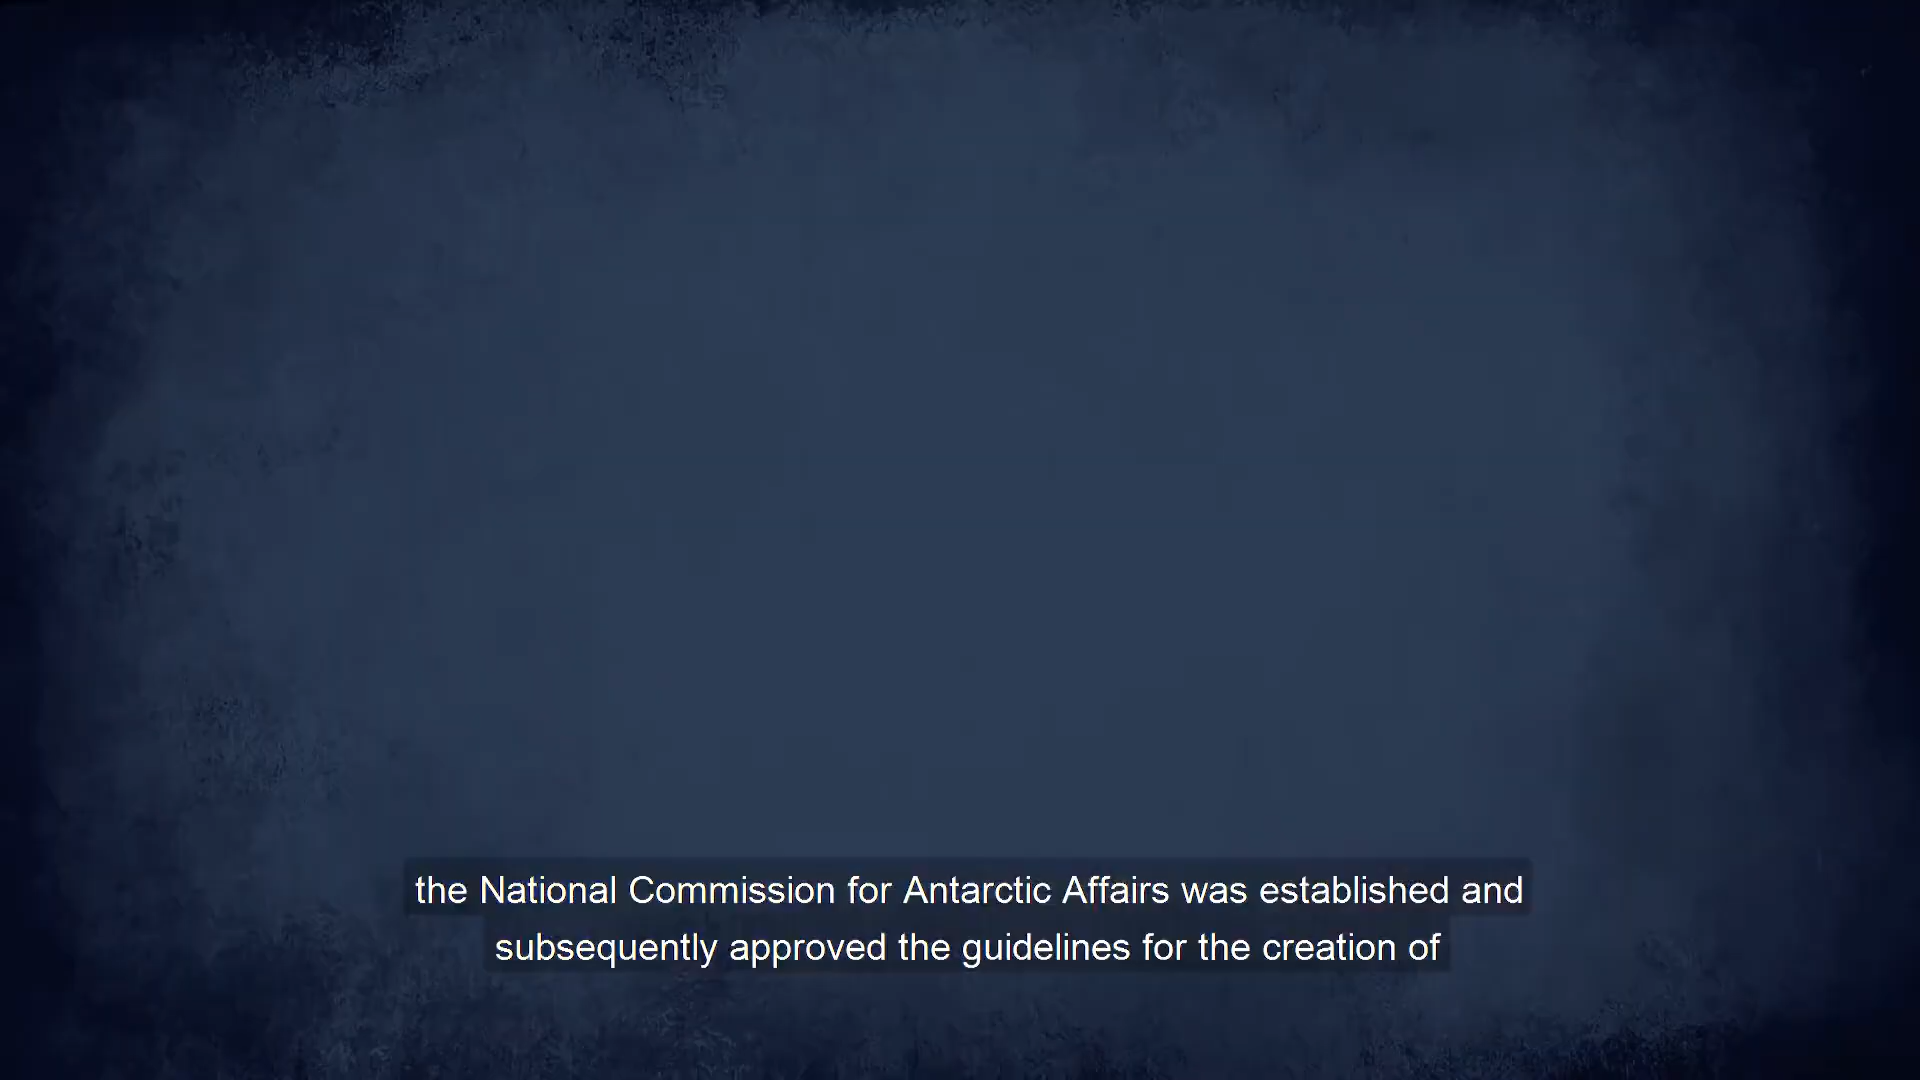 the National Commission for Antarctic Affairs was established and
subsequently approved the guidelines for the creation of